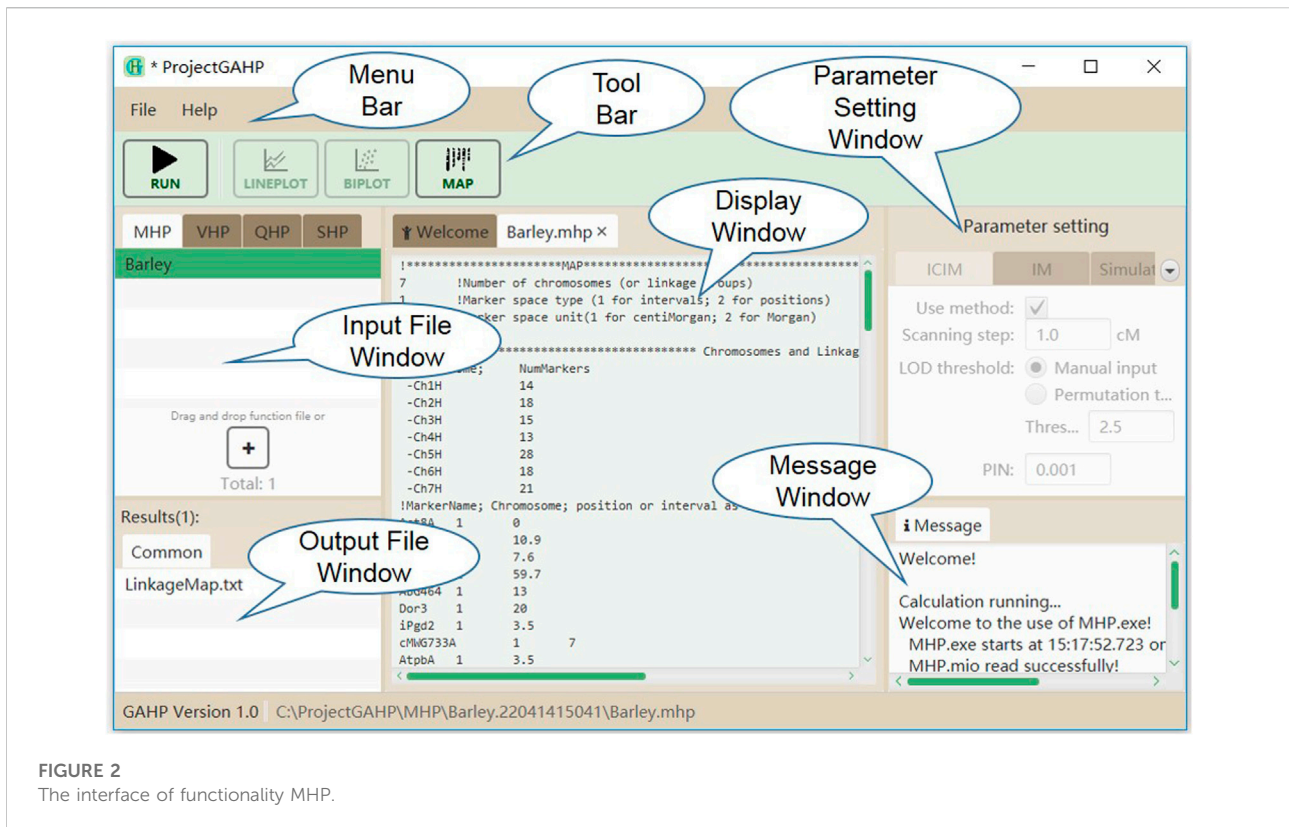 * ProjectGAHP
Menu
Bar
Tool
Bar
Parameter
Setting
Window
File Help
RUN
LINEPLOT
BIPLOT
MAP
MHP VHP QHP SHP
Barley
Input File
Window
Drag and drop function file or
+
Total: 1
Results(1):
Common
LinkageMap.txt
Output File
Window
Welcome Barley.mhp ×
Display
Window
!**********************MAP***************************************
7 !Number of chromosomes (or linkage oups)
1 !Marker space type (1 for intervals; 2 for positions)
ker space unit(1 for centiMorgan; 2 for Morgan)
**************************** Chromosomes and Linkag
me; NumMarkers
-Ch1H 14
-Ch2H 18
-Ch3H 15
-Ch4H 13
-Ch5H 28
-Ch6H 18
-Ch7H 21
!MarkerName; Chromosome; position or interval as
1 0
10.9
7.6
59.7
1 13
Dor3 1 20
iPgd2 1 3.5
cMWG733A 1 7
AtpbA 1 3.5
Parameter setting
ICIM IM Simulat
Use method:
Scanning step: 1.0 cM
LOD threshold: Manual input
Permutation t...
Thres... 2.5
PIN: 0.001
Message
Window
Message
Welcome!
Calculation running...
Welcome to the use of MHP.exe!
MHP.exe starts at 15:17:52.723 or
MHP.mio read successfully!
GAHP Version 1.0 C:\ProjectGAHP\MHP\Barley.22041415041\Barley.mhp
FIGURE 2
The interface of functionality MHP.